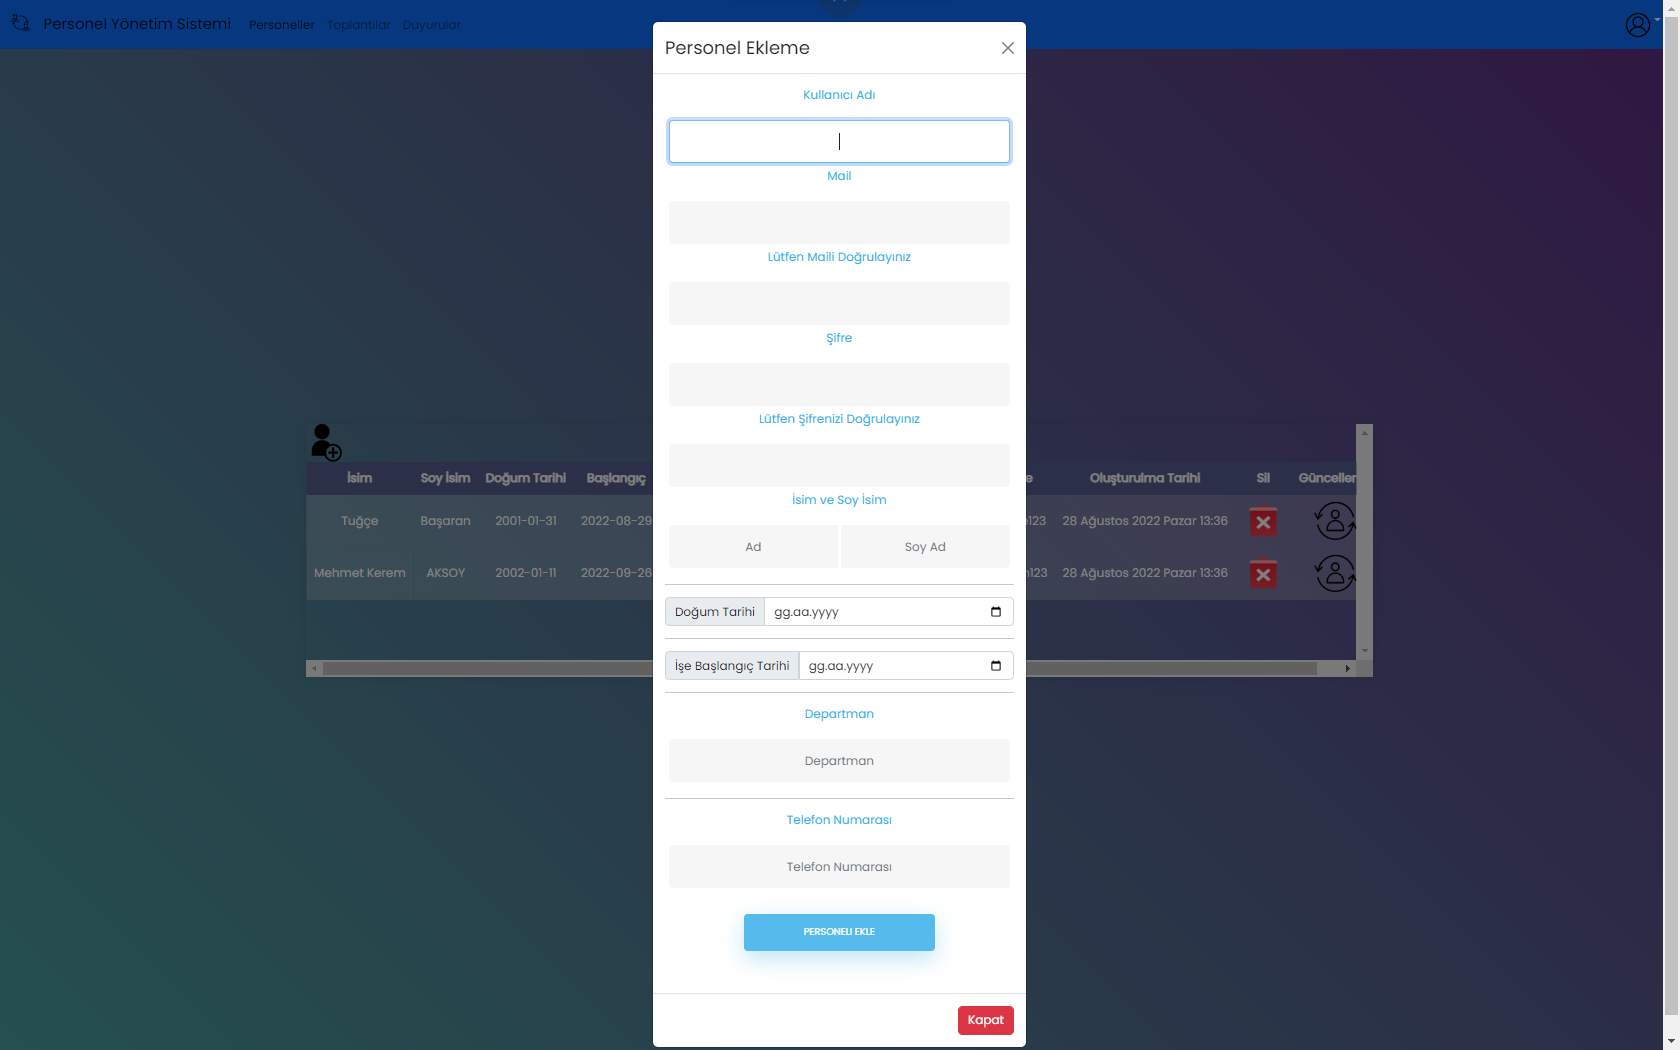 Personel Yönetim Sistemi Personeller Toplantılar Duyurular
Personel Ekleme
Kullanıcı Adı
Mail
Lütfen Maili Doğrulayınız
Şifre
Lütfen Şifrenizi Doğrulayınız
İsim ve Soy İsim
Ad Soy Ad
Doğum Tarihi gg.aa.yyyy
İşe Başlangıç Tarihi gg.aa.yyyy
Departman
Departman
Telefon Numarası
Telefon Numarası
PERSONELI EKLE
Kapat
İsim Soy İsim Doğum Tarihi Başlangıç Oluşturulma Tarihi Sil Güncelle
Tuğçe Başaran 2001-01-31 2022-08-29 123 28 Ağustos 2022 Pazar 13:36
Mehmet Kerem AKSOY 2002-01-11 2022-09-26 123 28 Ağustos 2022 Pazar 13:36